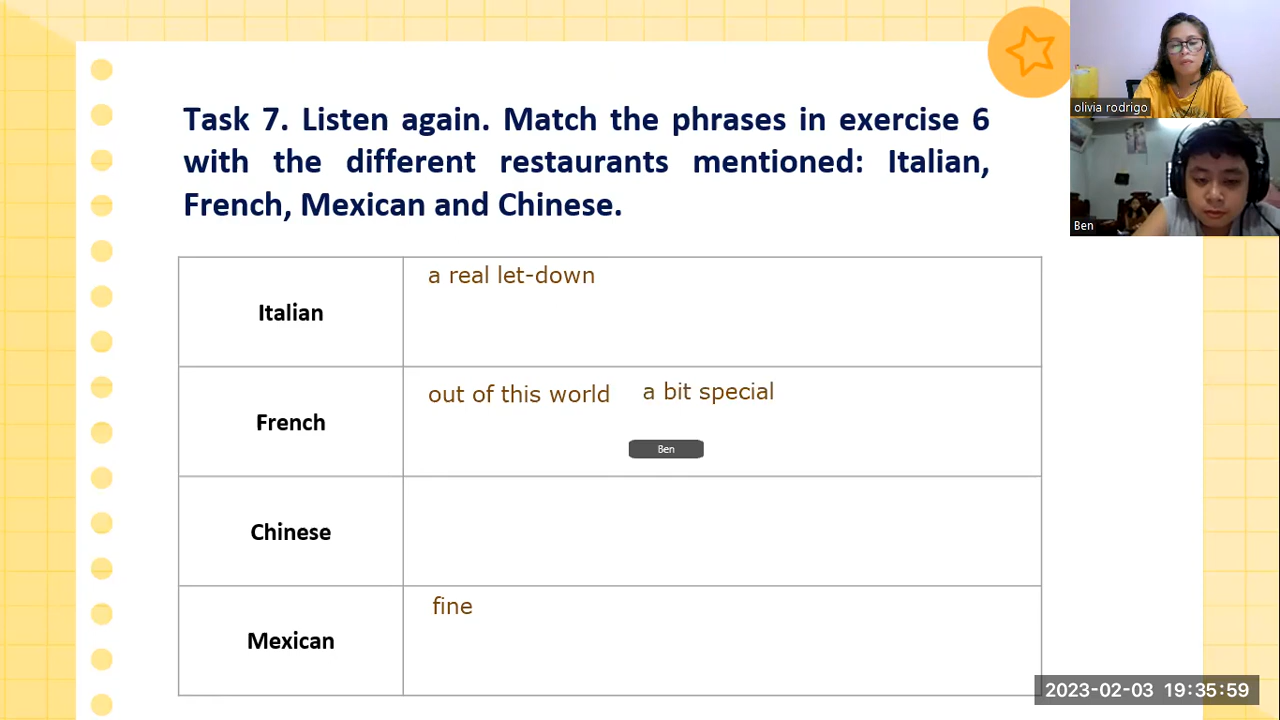 Task 7. Listen again. Match the phrases in exercise 6
with the different restaurants mentioned: Italian,
French, Mexican and Chinese.
olivia rodrigo
Ben
Italian
a real let-down
French
out of this world
a bit special
Ben
Chinese
Mexican
fine
2023-02-03 19:35:59